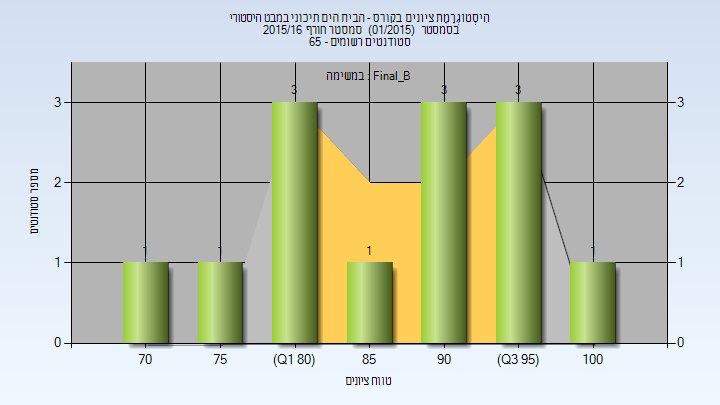 היסטוגרמת ציונים בקורס - הבית הים תיכוני במבט היסטורי
בסמסטר (01/2015) סמסטר חורף 2015/16
סטודנטים רשומים - 65
במשימה : Final_B
3 3 3
3 3
2 2
1 1 1 1
1 1
0 0
מספר סטודנטים
70 75 (Q1 80) 85 90 (Q3 95) 100
טווח ציונים